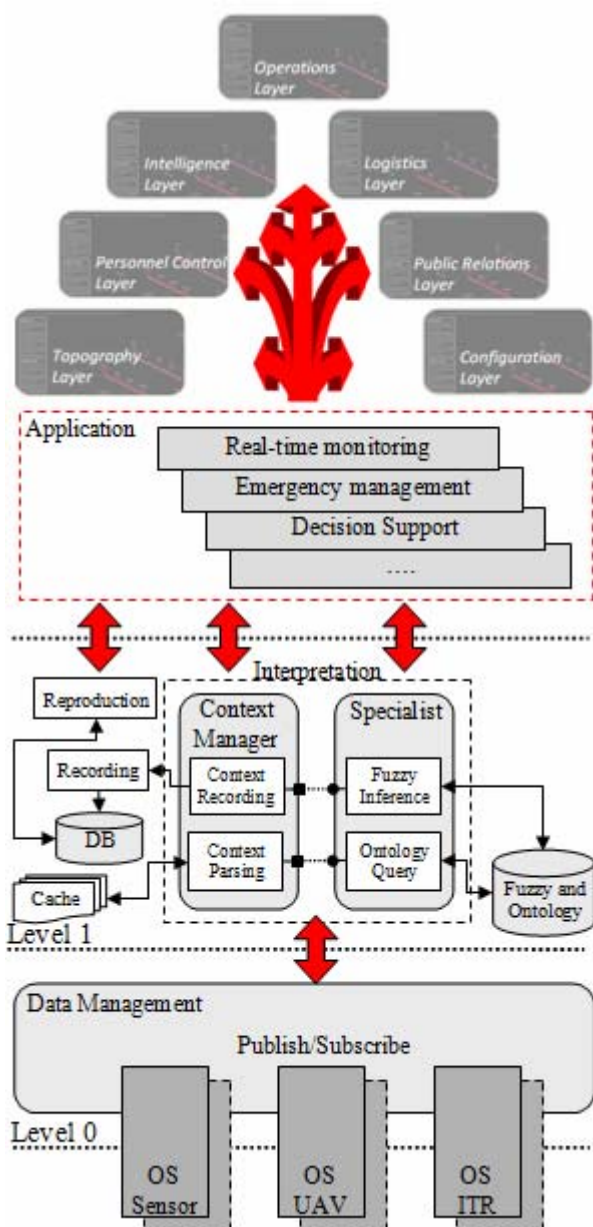 Operations
Layer
Intelligence
Layer
Logistics
Layer
Personnel Control
Layer
Public Relations
Layer
Topography
Layer
Configuration
Layer
Application
Real-time monitoring
Emergency management
Decision Support
....
Interpretation
Reproduction
Recording
DB
Cache
Context
Manager
Context
Recording
Context
Parsing
Specialist
Fuzzy
Inference
Ontology
Query
Fuzzy and
Ontology
Level 1
Data Management
Publish/Subscribe
Level 0
OS
Sensor
OS
UAV
OS
ITR